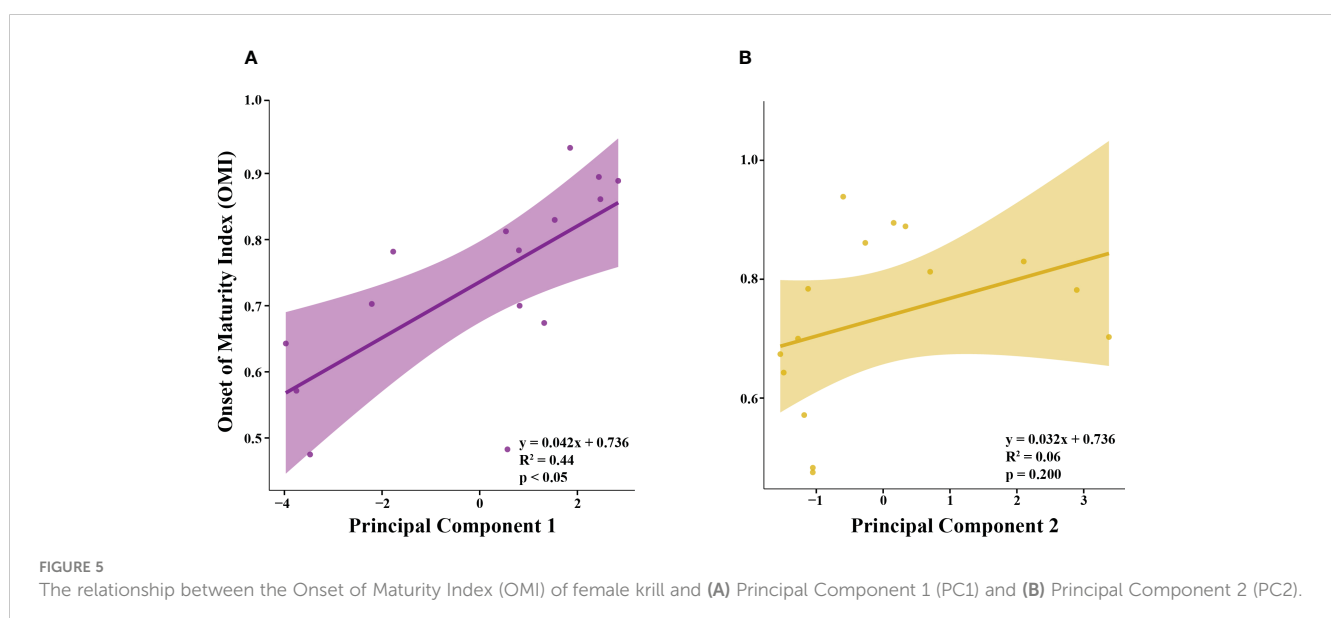 A
B
Onset of Maturity Index (OMI)
1.0
0.9
0.8
0.7
0.6
0.5
−4
−2
0
2
y = 0.042x + 0.736
R² = 0.44
p < 0.05
Principal Component 1
1.0
0.8
0.6
−1
0
1
2
3
y = 0.032x + 0.736
R² = 0.06
p = 0.200
Principal Component 2
FIGURE 5
The relationship between the Onset of Maturity Index (OMI) of female krill and (A) Principal Component 1 (PC1) and (B) Principal Component 2 (PC2).